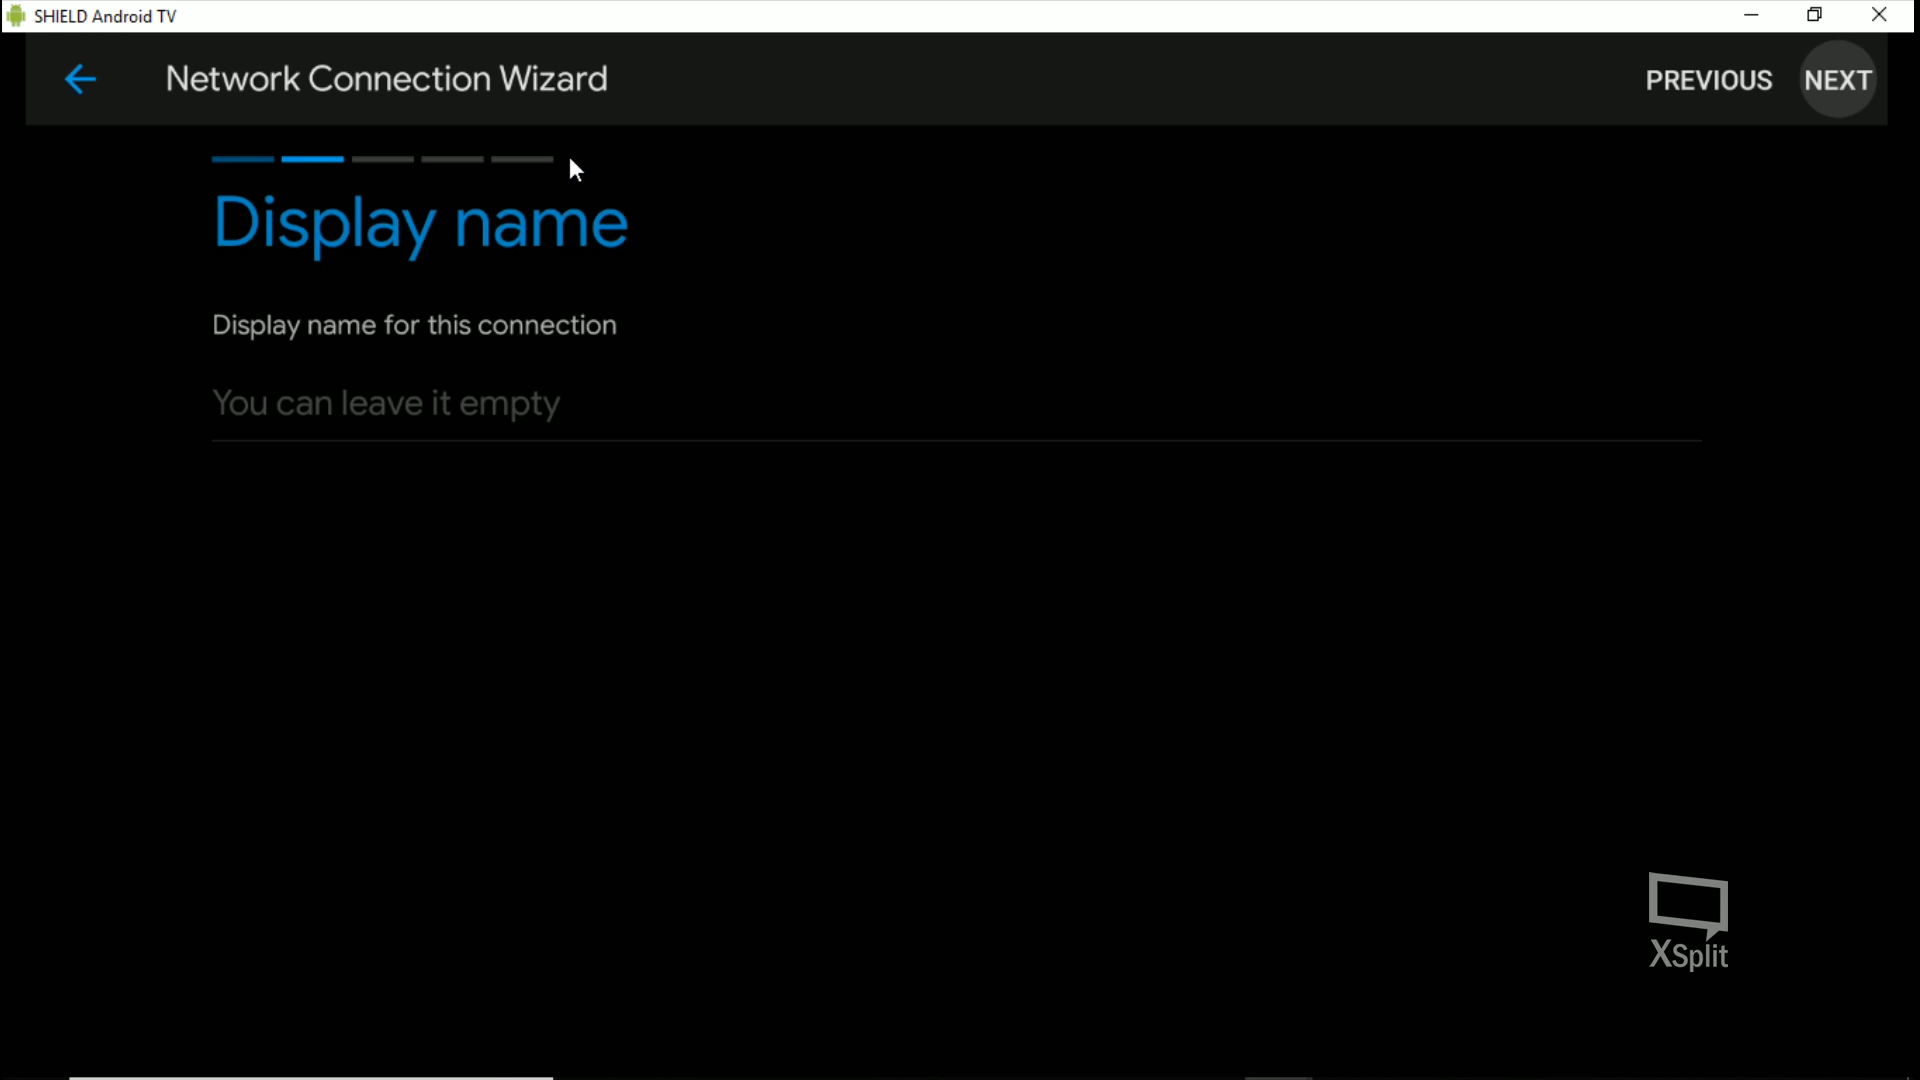 SHIELD Android TV
Network Connection Wizard
PREVIOUS
NEXT
Display name
Display name for this connection
You can leave it empty
XSplit